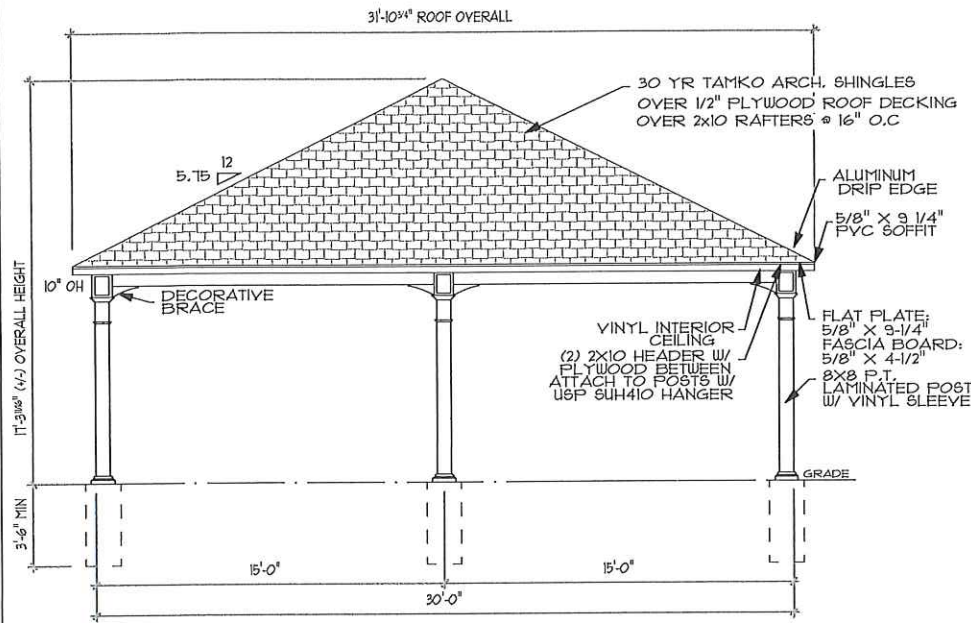 31'-10 3/4" ROOF OVERALL
30 YR TAMKO ARCH. SHINGLES
OVER 1/2" PLYWOOD ROOF DECKING
OVER 2x10 RAFTERS @ 16" O.C
12
5.75
ALUMINUM
DRIP EDGE
5/8" X 9 1/4"
PVC SOFFIT
10" OH
DECORATIVE
BRACE
VINYL INTERIOR
CEILING
(2) 2X10 HEADER W/
PLYWOOD BETWEEN
ATTACH TO POSTS W/
USP SUH410 HANGER
FLAT PLATE:
5/8" X 9-1/4"
FASCIA BOARD:
5/8" X 4-1/2"
8X8 P.T.
LAMINATED POST
W/ VINYL SLEEVE
(+/-) OVERALL HEIGHT
GRADE
3'-6" MIN
15'-0"
15'-0"
30'-0"